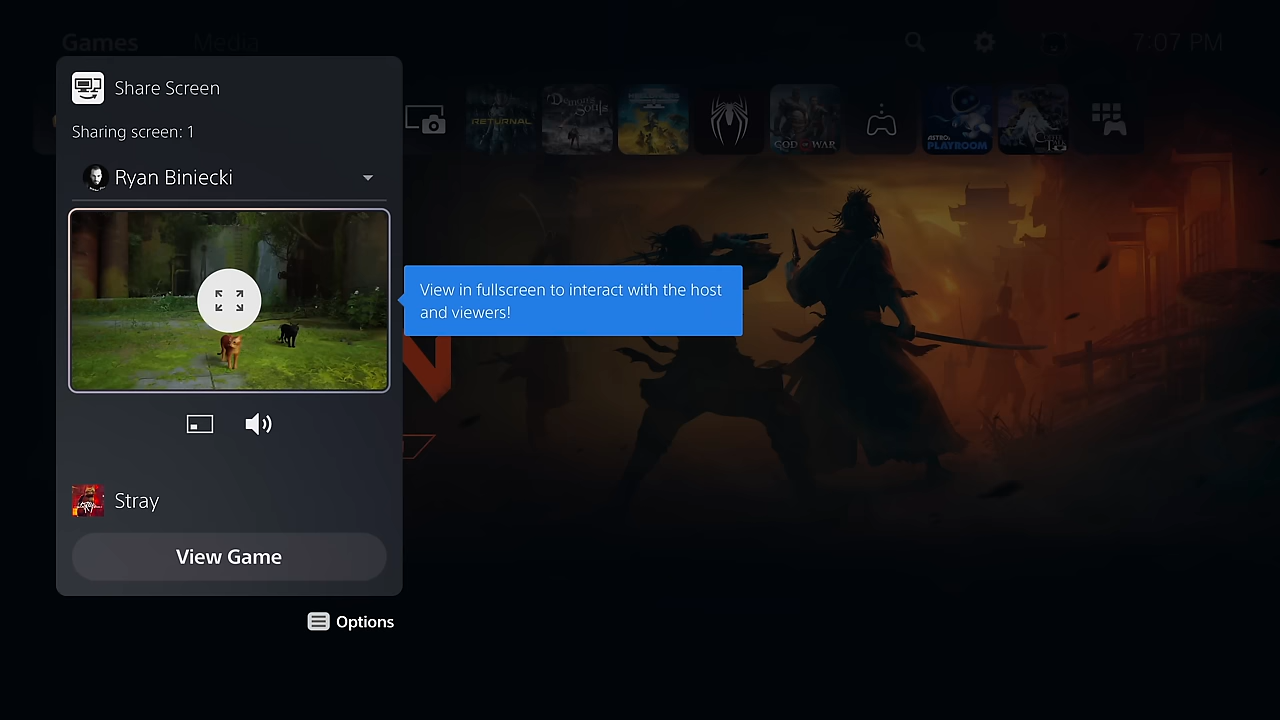 Games
Media
7:07 PM
Share Screen
Sharing screen: 1
Ryan Biniecki
View in fullscreen to interact with the host
and viewers!
Stray
View Game
Options
RETURNAL
Demon's
Souls
GOD OF WAR
ASTRO's
PLAYROOM